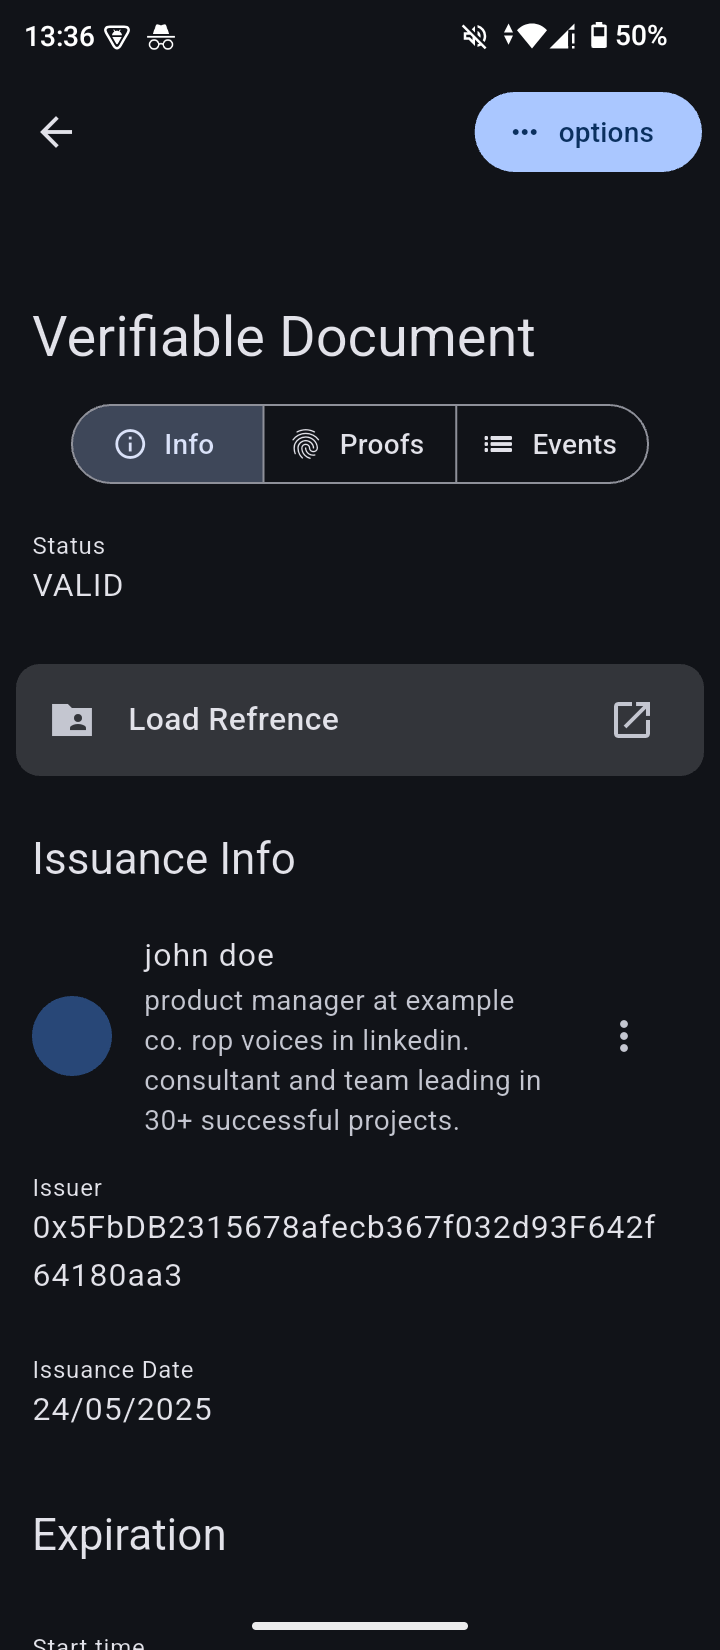 13:36 50%
options
Verifiable Document
Info Proofs Events
Status
VALID
Load Refrence
Issuance Info
john doe
product manager at example
co. rop voices in linkedin.
consultant and team leading in
30+ successful projects.
Issuer
0x5FbDB2315678afecb367f032d93F642f
64180aa3
Issuance Date
24/05/2025
Expiration
Start time